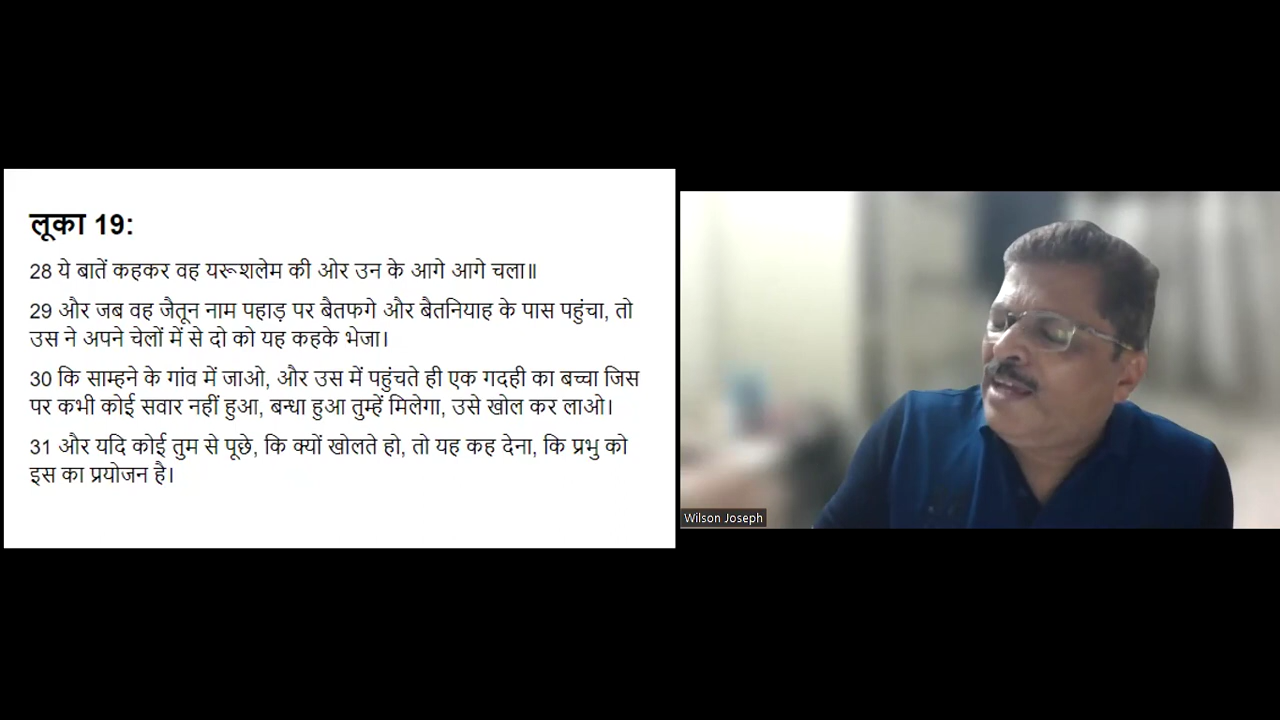 लूका 19:
28 ये बातें कहकर वह यरूशलेम की ओर उन के आगे आगे चला॥
29 और जब वह जैतून नाम पहाड़ पर बैतफगे और बैतनियाह के पास पहुंचा, तो
उस ने अपने चेलों में से दो को यह कहके भेजा।
30 कि साम्हने के गांव में जाओ, और उस में पहुंचते ही एक गदही का बच्चा जिस
पर कभी कोई सवार नहीं हुआ, बन्धा हुआ तुम्हें मिलेगा, उसे खोल कर लाओ।
31 और यदि कोई तुम से पूछे, कि क्यों खोलते हो, तो यह कह देना, कि प्रभु को
इस का प्रयोजन है।
Wilson Joseph